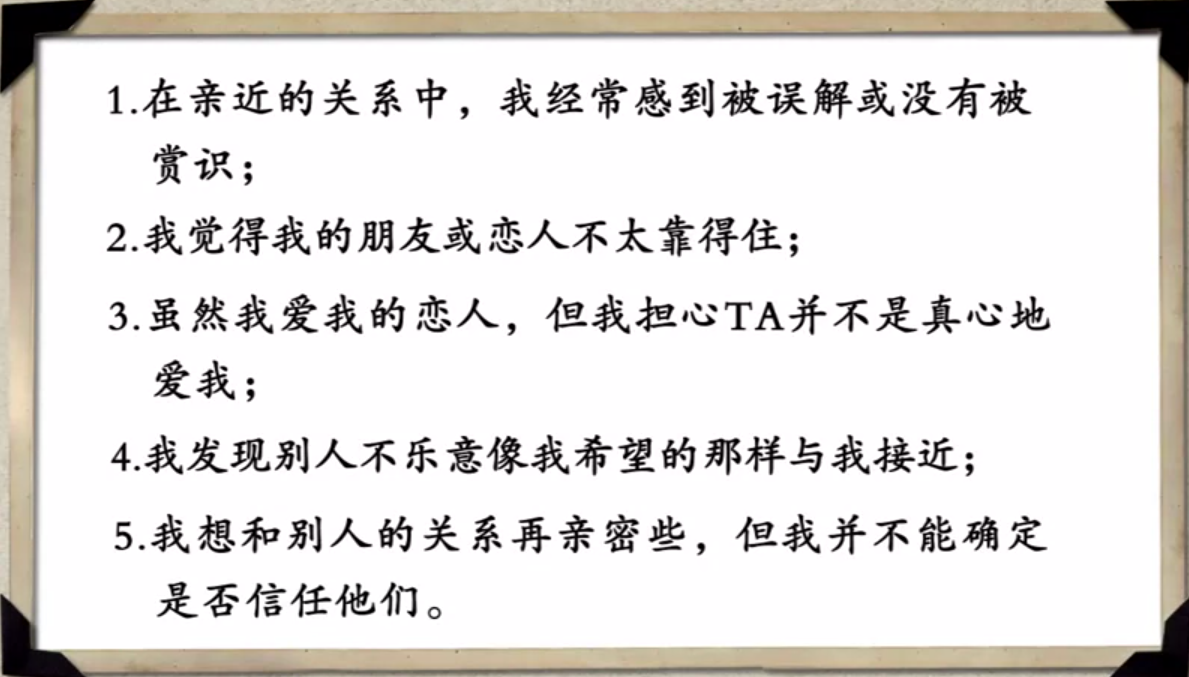 1.在亲近的关系中，我经常感到被误解或没有被
赏识；
2.我觉得我的朋友或恋人不太靠得住；
3.虽然我爱我的恋人，但我担心TA并不是真心地
爱我；
4.我发现别人不乐意像我希望的那样与我接近；
5.我想和别人的关系再亲密些，但我并不能确定
是否信任他们。